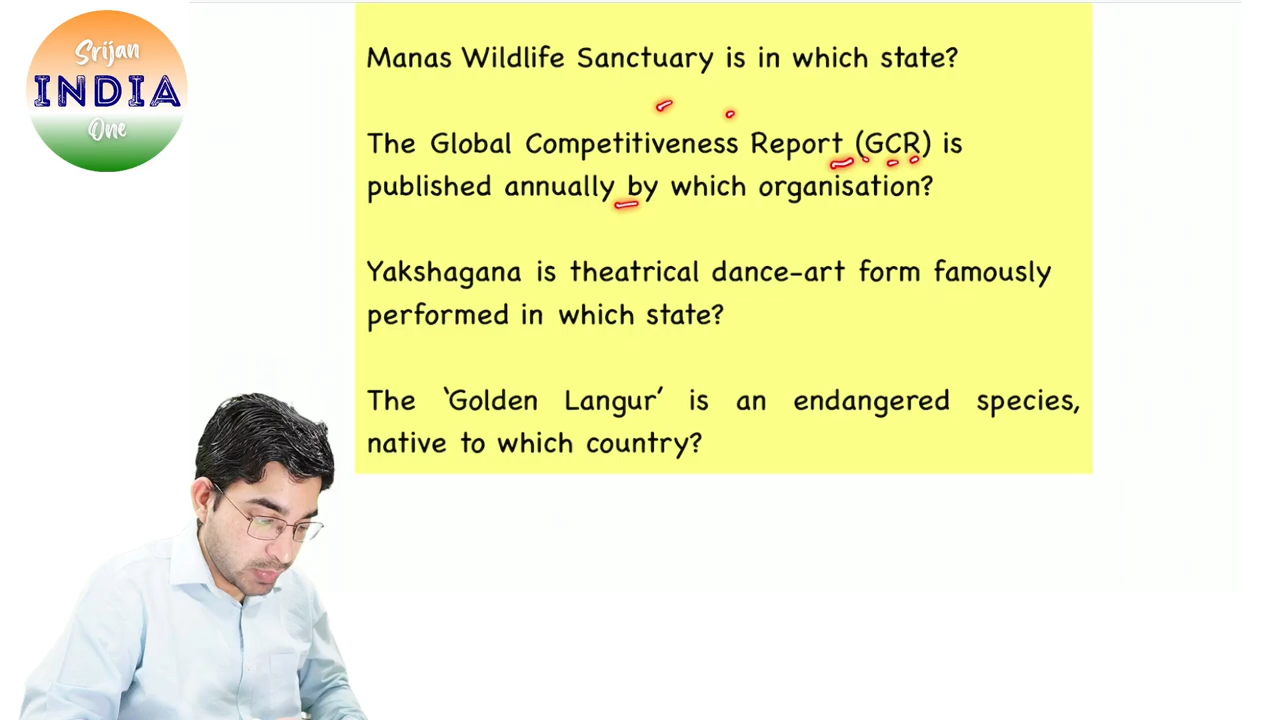 Srijan
INDIA
One
Manas Wildlife Sanctuary is in which state?
The Global Competitiveness Report (GCR) is
published annually by which organisation?
Yakshagana is theatrical dance-art form famously
performed in which state?
The ‘Golden Langur’ is an endangered species,
native to which country?